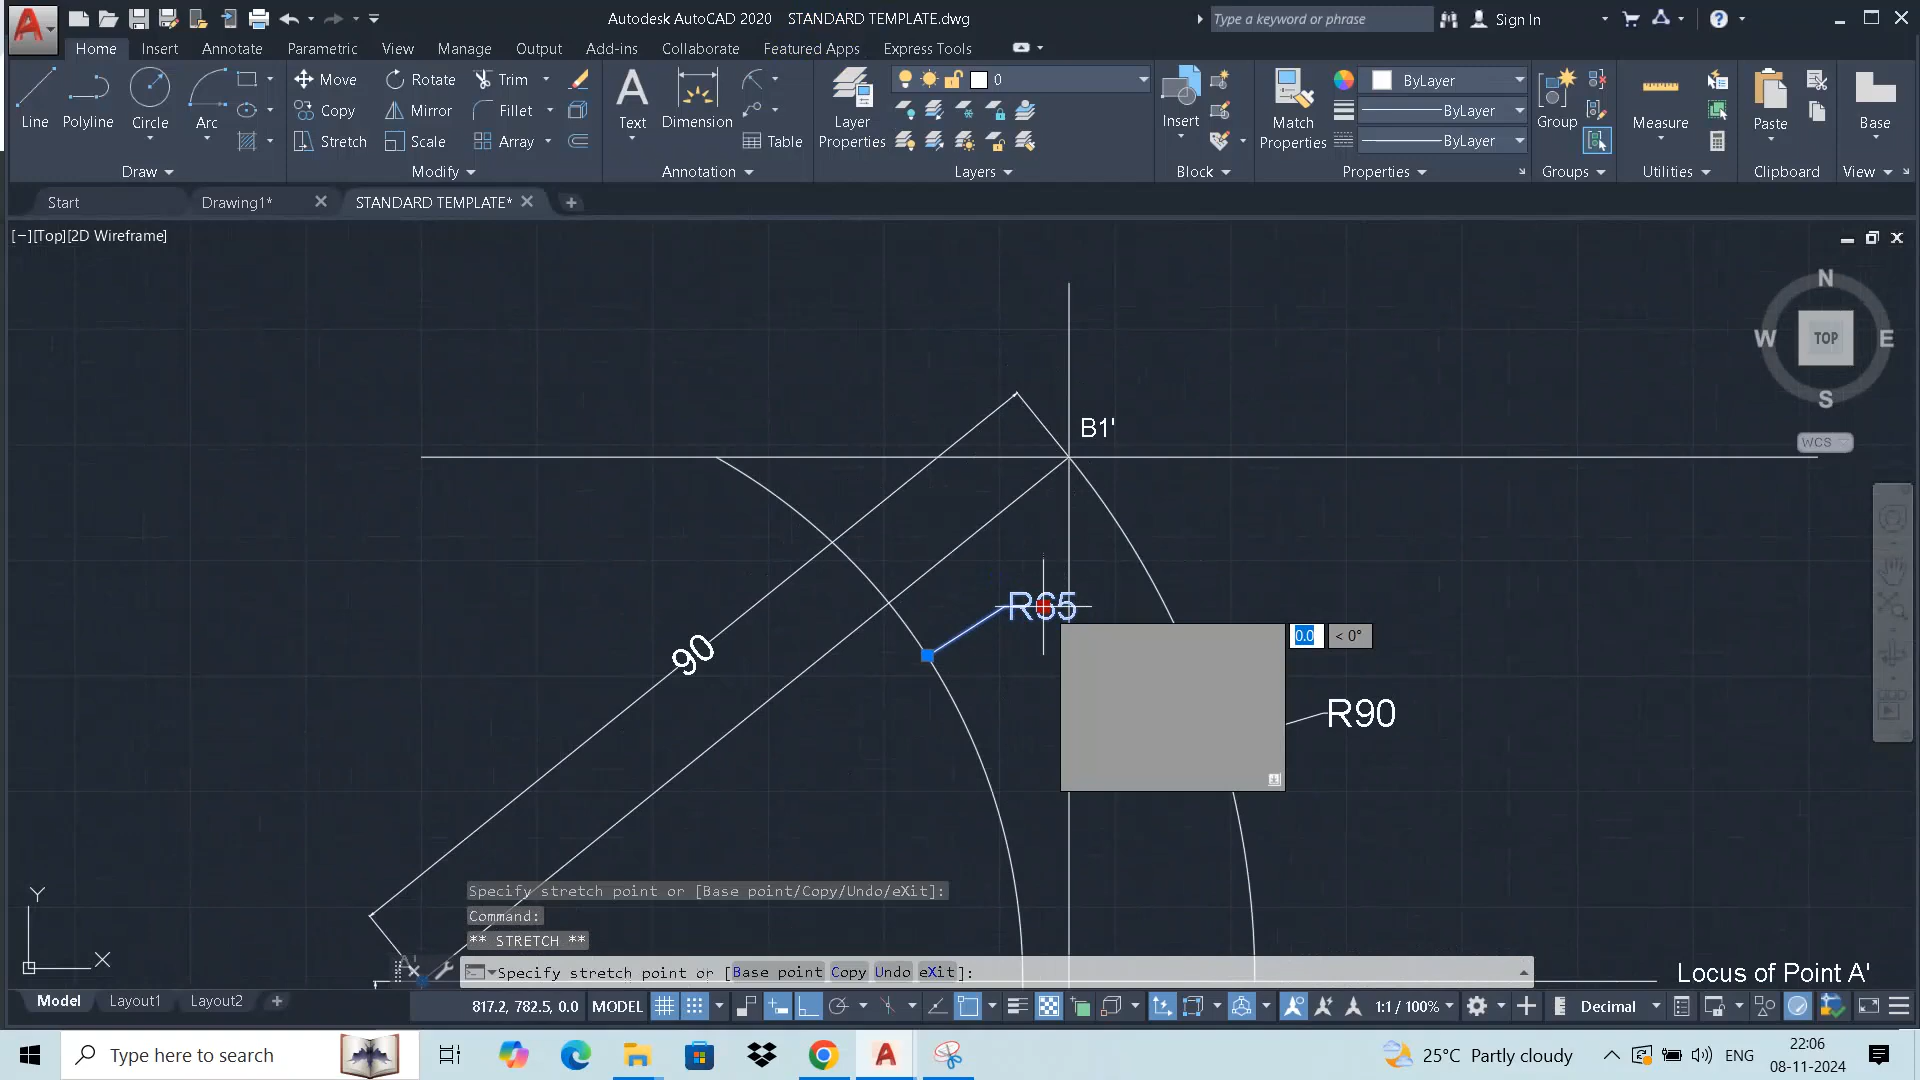 Autodesk AutoCAD 2020 STANDARD TEMPLATE.dwg
Type a keyword or phrase
Sign In
Home Insert Annotate Parametric View Manage Output Add-ins Collaborate Featured Apps Express Tools
Line Polyline Circle Arc
Move Rotate Trim
Copy Mirror Fillet
Stretch Scale Array
Text Dimension Table
Layer Properties
0
Insert
Match Properties
ByLayer
ByLayer
ByLayer
Group
Measure
Paste
Base
Draw Modify Annotation Layers Block Properties Groups Utilities Clipboard View
Start Drawing1* STANDARD TEMPLATE*
[−][Top][2D Wireframe]
N
W TOP E
S
WCS
B1'
R65
0.0 < 0°
90
R90
Y
X
A'
Specify stretch point or [Base point/Copy/Undo/eXit]:
Command:
** STRETCH **
Specify stretch point or [Base point Copy Undo eXit]:
Locus of Point A'
Model Layout1 Layout2
817.2, 782.5, 0.0 MODEL 1:1 / 100% Decimal
Type here to search
25°C Partly cloudy
ENG
22:06
08-11-2024